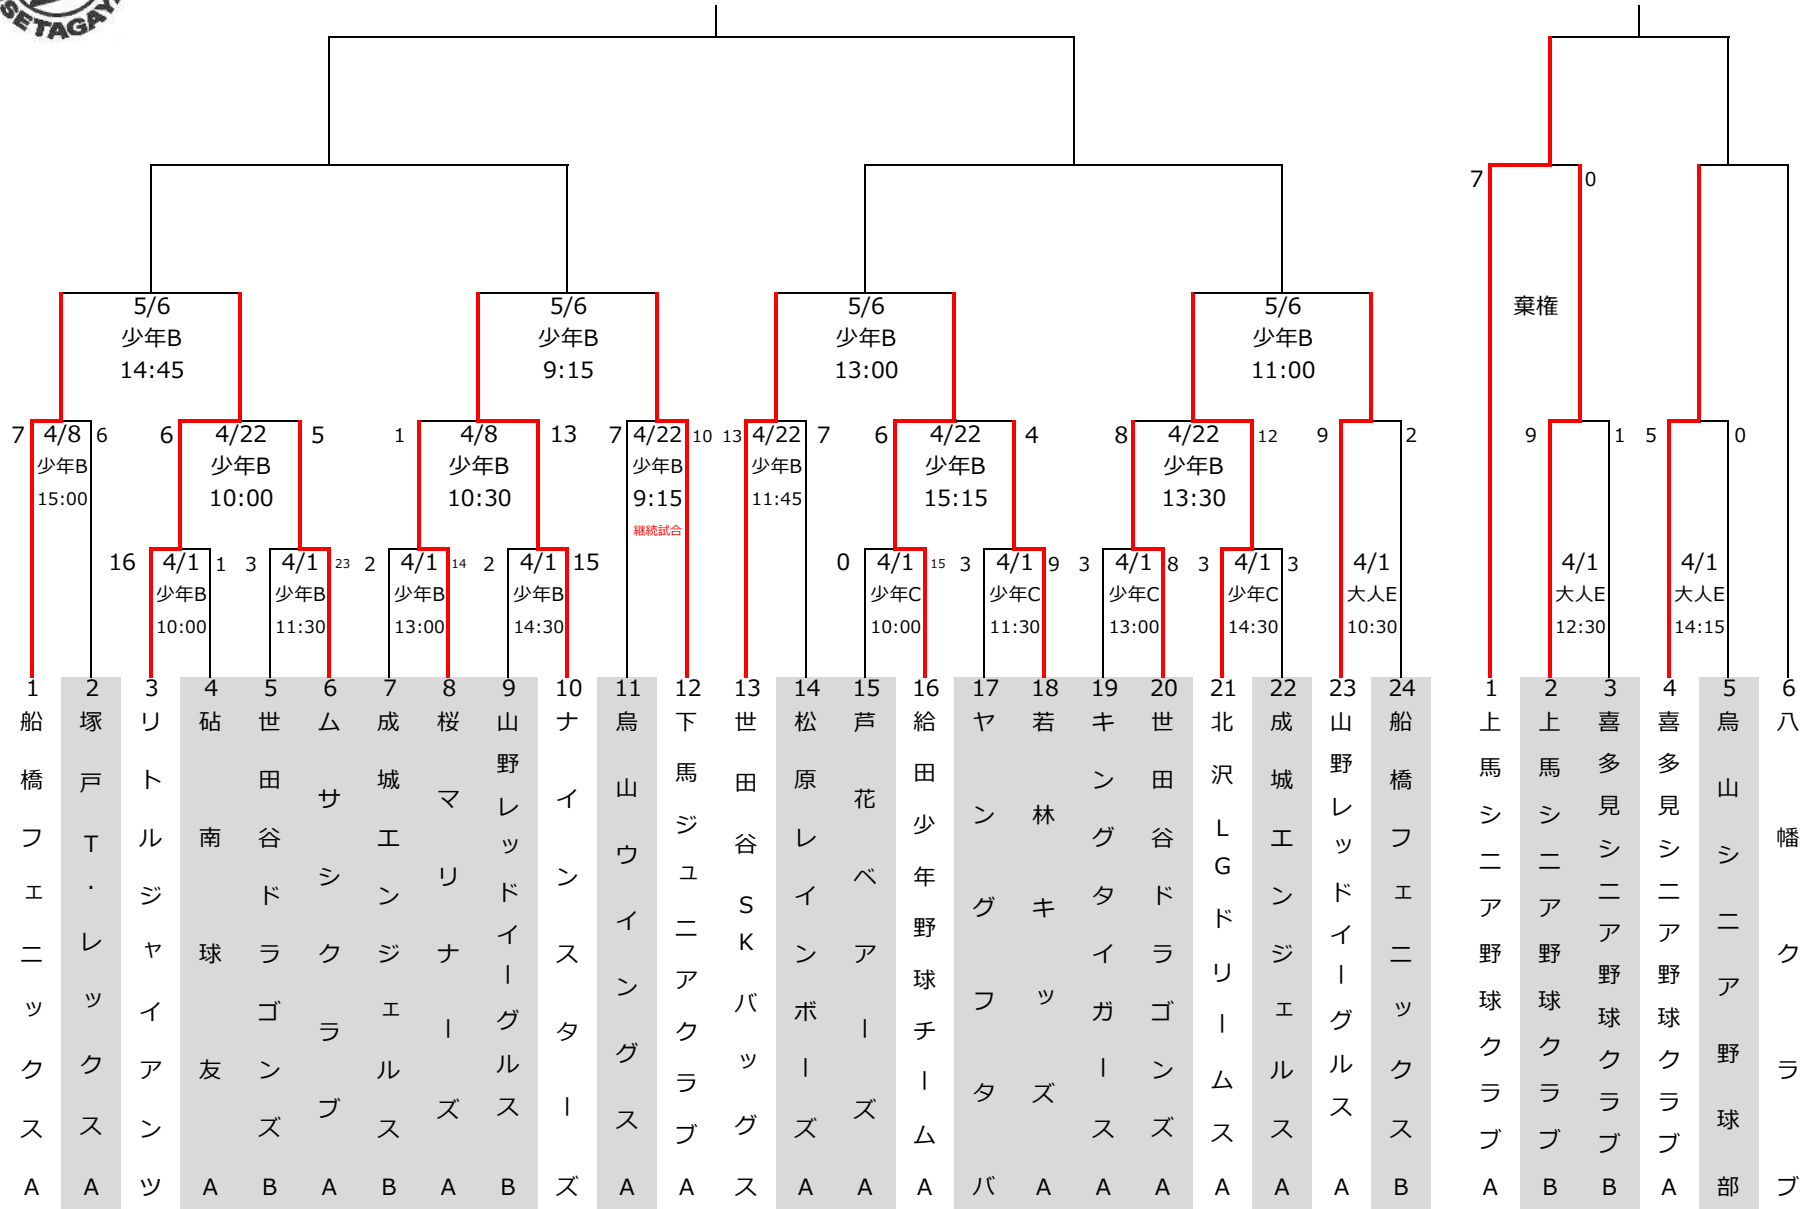 SETAGAYA
7
0
5/6
5/6
5/6
5/6
棄権
少年B
少年B
少年B
少年B
14:45
9:15
13:00
11:00
7 4/8 6
6 4/22 5
1 4/8 13
7 4/22 10
13 4/22 7
6 4/22 4
8 4/22 12
9 2
9 1
5 0
少年B
少年B
少年B
少年B
少年B
少年B
少年B
15:00
10:00
10:30
9:15
11:45
15:15
13:30
継続試合
16 4/1 1
3 4/1 23
2 4/1 14
2 4/1 15
0 4/1 15
3 4/1 9
3 4/1 8
3 4/1 3
4/1
4/1
4/1
少年B
少年B
少年B
少年B
少年C
少年C
少年C
少年C
大人E
大人E
大人E
10:00
11:30
13:00
14:30
10:00
11:30
13:00
14:30
10:30
12:30
14:15
1 船橋フェニックスA
2 塚戸T.レックスA
3 リトルジャイアンツ
4 砧南球友A
5 世田谷ドラゴンズB
6 ムサシクラブA
7 成城エンジェルスB
8 桜マリナーズA
9 山野レッドイーグルスB
10 ナインスターズ
11 烏山ウイングスA
12 下馬ジュニアクラブA
13 世田谷SKバッグス
14 松原レインボーズA
15 芦花ベアーズA
16 給田少年野球チームA
17 ヤングフタバ
18 若林キッズA
19 キングタイガースA
20 世田谷ドラゴンズA
21 北沢LGドリームスA
22 成城エンジェルスA
23 山野レッドイーグルスA
24 船橋フェニックスB
1 上馬シニア野球クラブA
2 上馬シニア野球クラブB
3 喜多見シニア野球クラブB
4 喜多見シニア野球クラブA
5 烏山シニア野球部
6 八幡クラブ